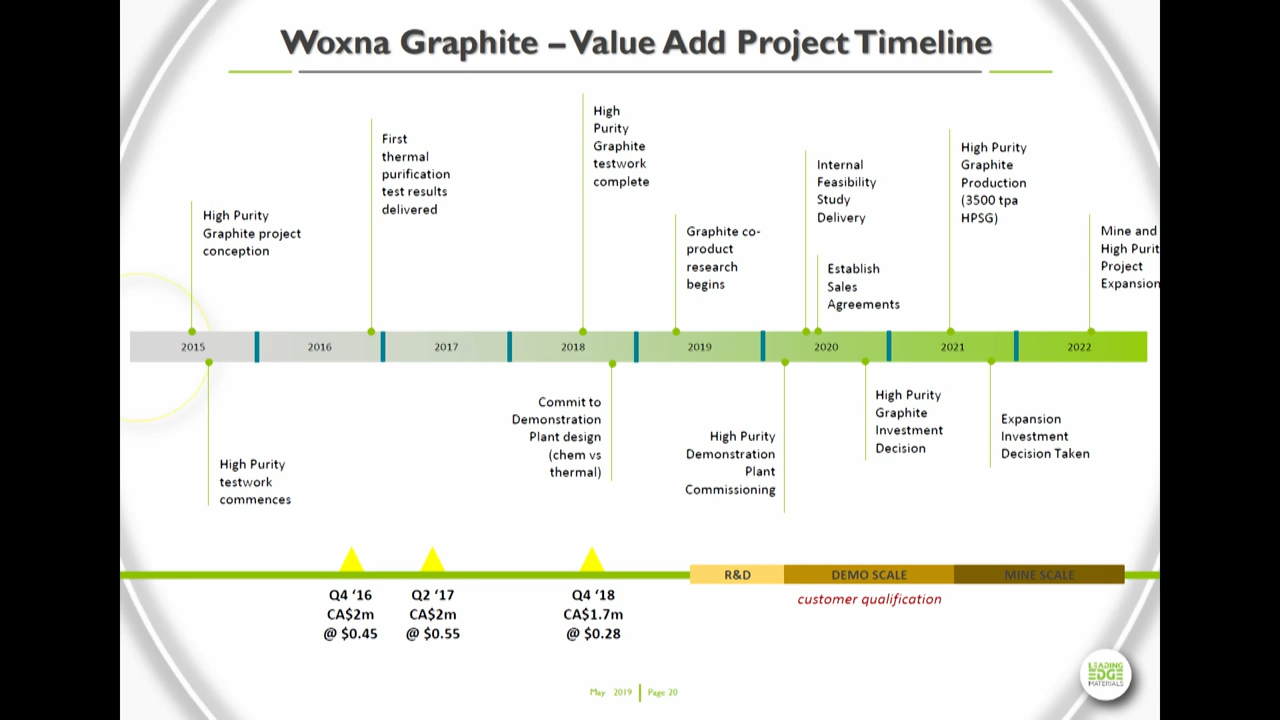 Woxna Graphite – Value Add Project Timeline
High Purity
Graphite project
conception
First
thermal
purification
test results
delivered
High
Purity
Graphite
testwork
complete
Graphite co-
product
research
begins
Internal
Feasibility
Study
Delivery
Establish
Sales
Agreements
High Purity
Graphite
Production
(3500 tpa
HPSG)
Mine and
High Purit
Project
Expansion
2015 2016 2017 2018 2019 2020 2021 2022
High Purity
testwork
commences
Commit to
Demonstration
Plant design
(chem vs
thermal)
High Purity
Demonstration
Plant
Commissioning
High Purity
Graphite
Investment
Decision
Expansion
Investment
Decision Taken
R&D DEMO SCALE MINE SCALE
customer qualification
Q4 ‘16
CA$2m
@ $0.45
Q2 ‘17
CA$2m
@ $0.55
Q4 ‘18
CA$1.7m
@ $0.28
LEADING
EDGE
MATERIALS
May 2019 Page 20